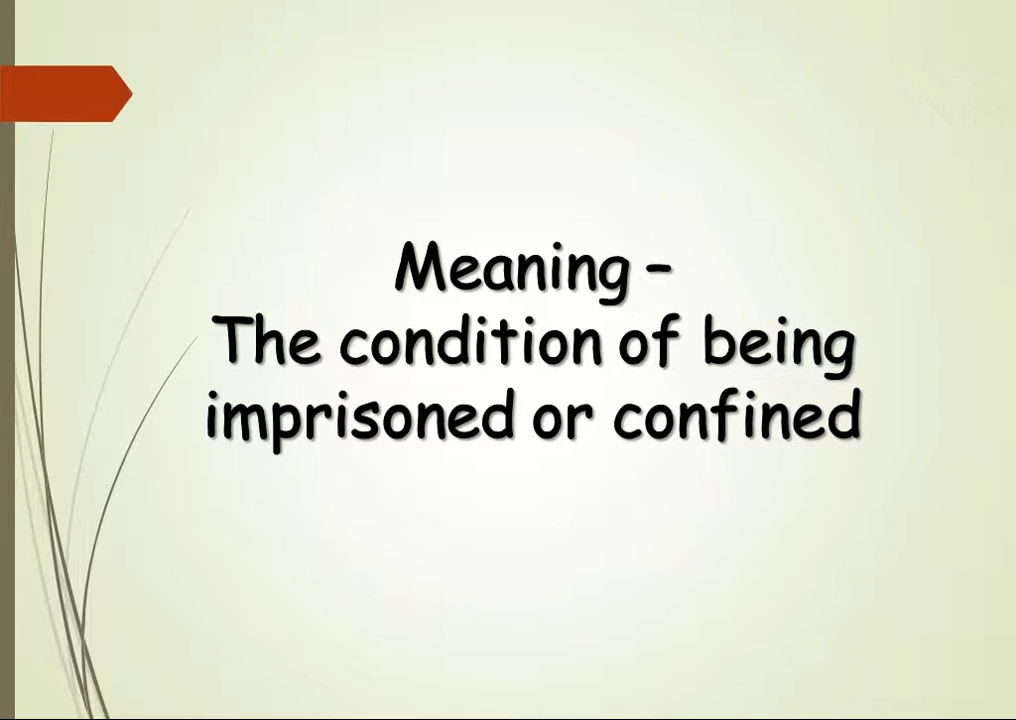 Meaning –
The condition of being
imprisoned or confined